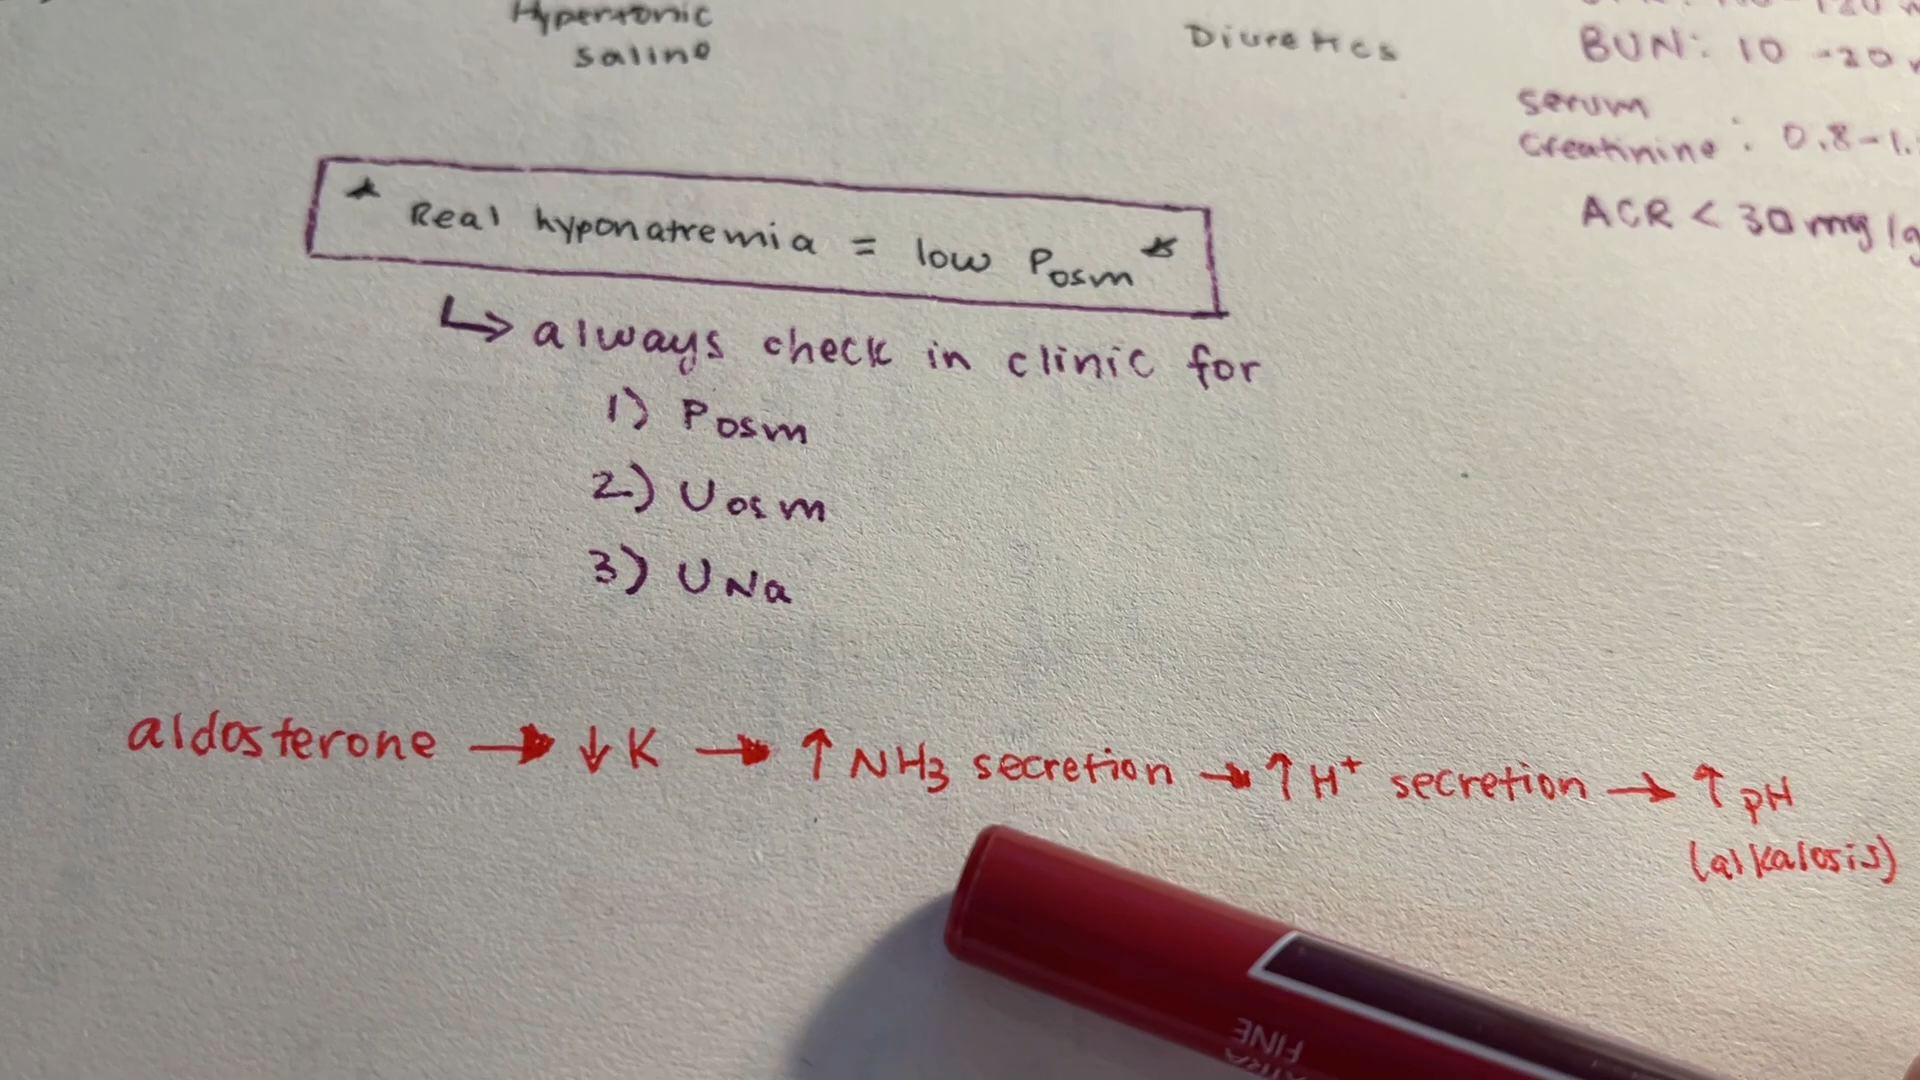 Hypertonic
saline
Diuretics
BUN: 10 -20
serum
creatinine : 0.8-1.
ACR < 30 mg/g
* Real hyponatremia = low Posm *
↳ always check in clinic for
1) Posm
2) Uosm
3) UNa
aldosterone → ↓ K → ↑ NH3 secretion → ↑ H+ secretion → ↑ pH
(alkalosis)
FINE